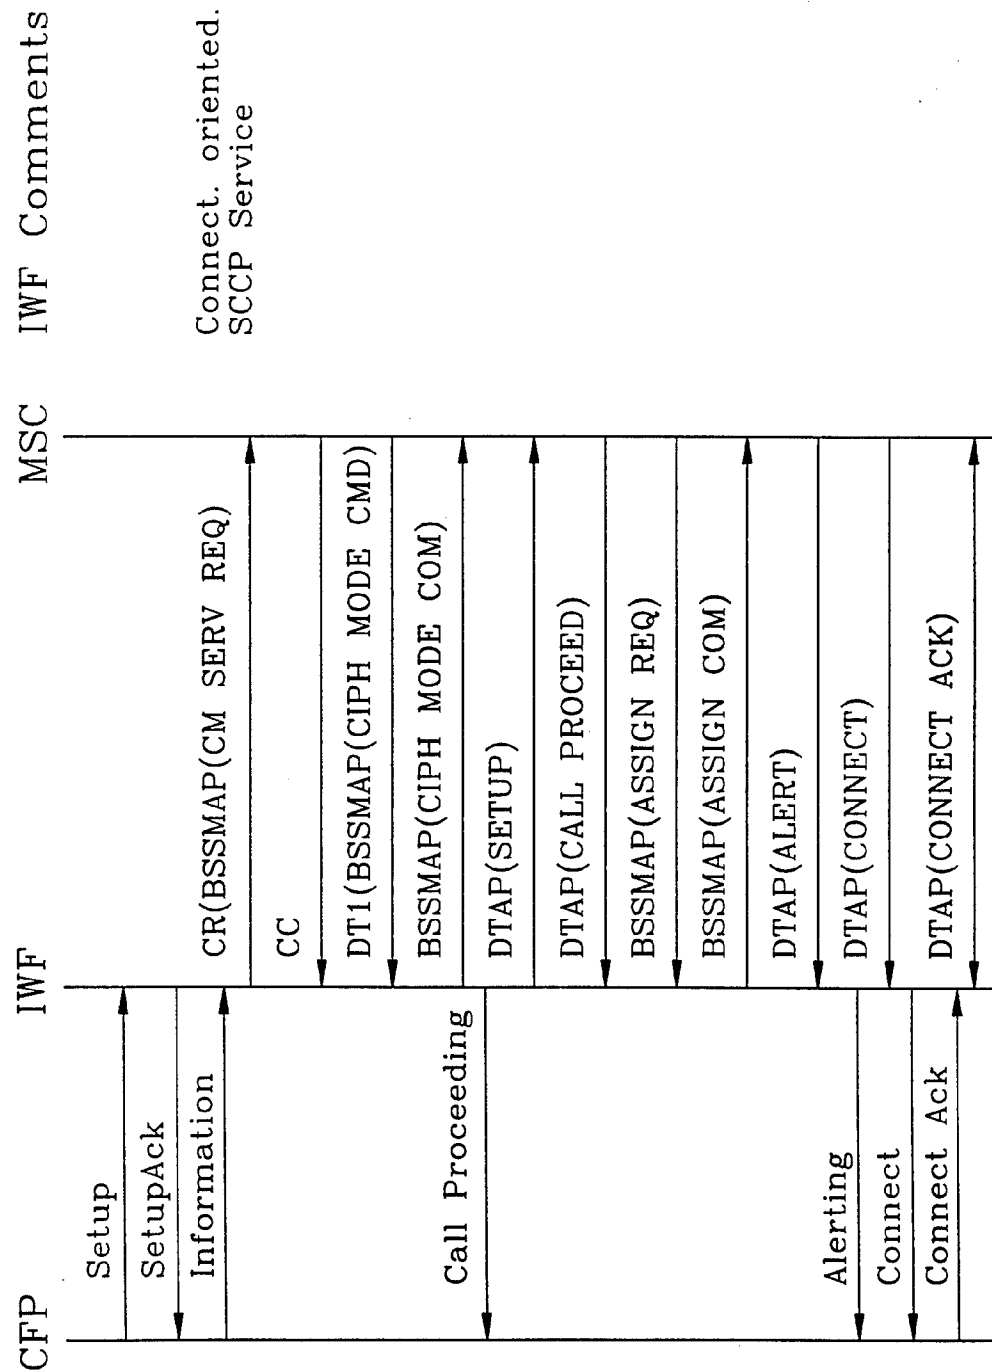 CFP IWF MSC IWF Comments
Setup
SetupAck
Information
CR(BSSMAP(CM SERV REQ)
Connect. oriented.
SCCP Service
CC
DT1(BSSMAP(CIPH MODE CMD)
BSSMAP(CIPH MODE COM)
Call Proceeding
DTAP(SETUP)
DTAP(CALL PROCEED)
BSSMAP(ASSIGN REQ)
BSSMAP(ASSIGN COM)
DTAP(ALERT)
Alerting
DTAP(CONNECT)
Connect
DTAP(CONNECT ACK)
Connect Ack